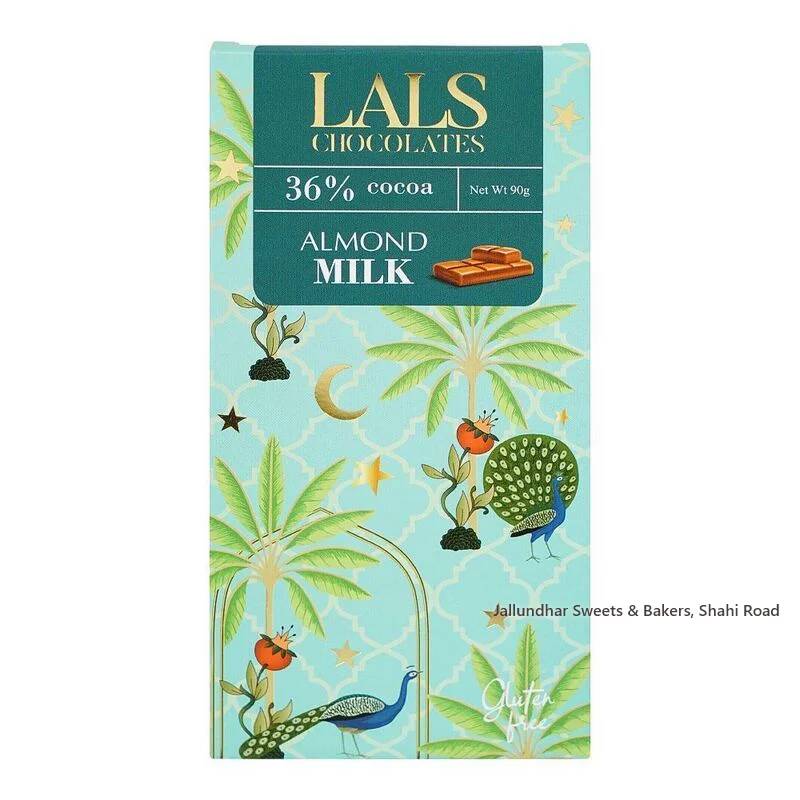 LALS
CHOCOLATES
36% cocoa
Net Wt 90g
ALMOND
MILK
Jallundhar Sweets & Bakers, Shahi Road
Gluten
free